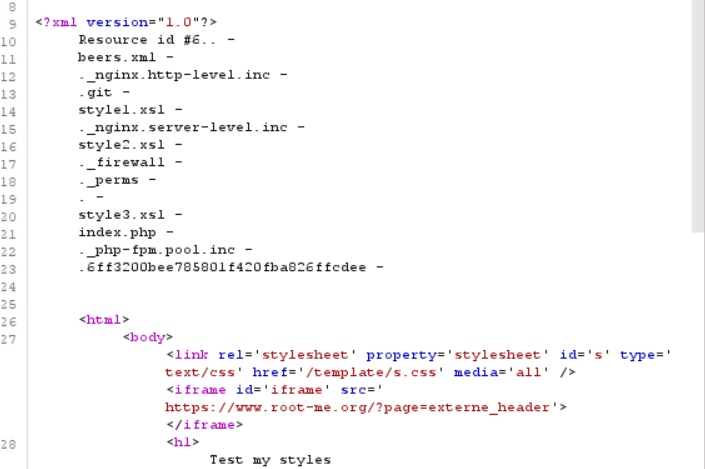 8
9 <?xml version="1.0"?>
10 Resource id #6.. -
11 beers.xml -
12 ._nginx.http-level.inc -
13 .git -
14 style1.xsl -
15 ._nginx.server-level.inc -
16 style2.xsl -
17 ._firewall -
18 ._perms -
19 . -
20 style3.xsl -
21 index.php -
22 ._php-fpm.pool.inc -
23 .6ff3200bee785801f420fba826ffcdee -
24
25
26 <html>
27 <body>
<link rel='stylesheet' property='stylesheet' id='s' type='
text/css' href='/template/s.css' media='all' />
<iframe id='iframe' src='
https://www.root-me.org/?page=externe_header'>
</iframe>
28 <h1>
Test my styles